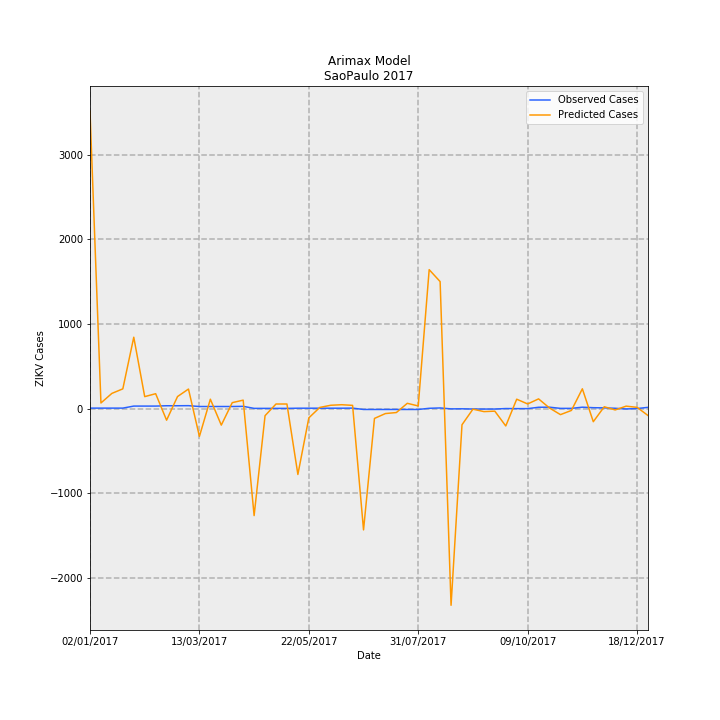 Arimax Model
SaoPaulo 2017
Observed Cases
Predicted Cases
ZIKV Cases
3000
2000
1000
0
−1000
−2000
02/01/2017
13/03/2017
22/05/2017
31/07/2017
09/10/2017
18/12/2017
Date